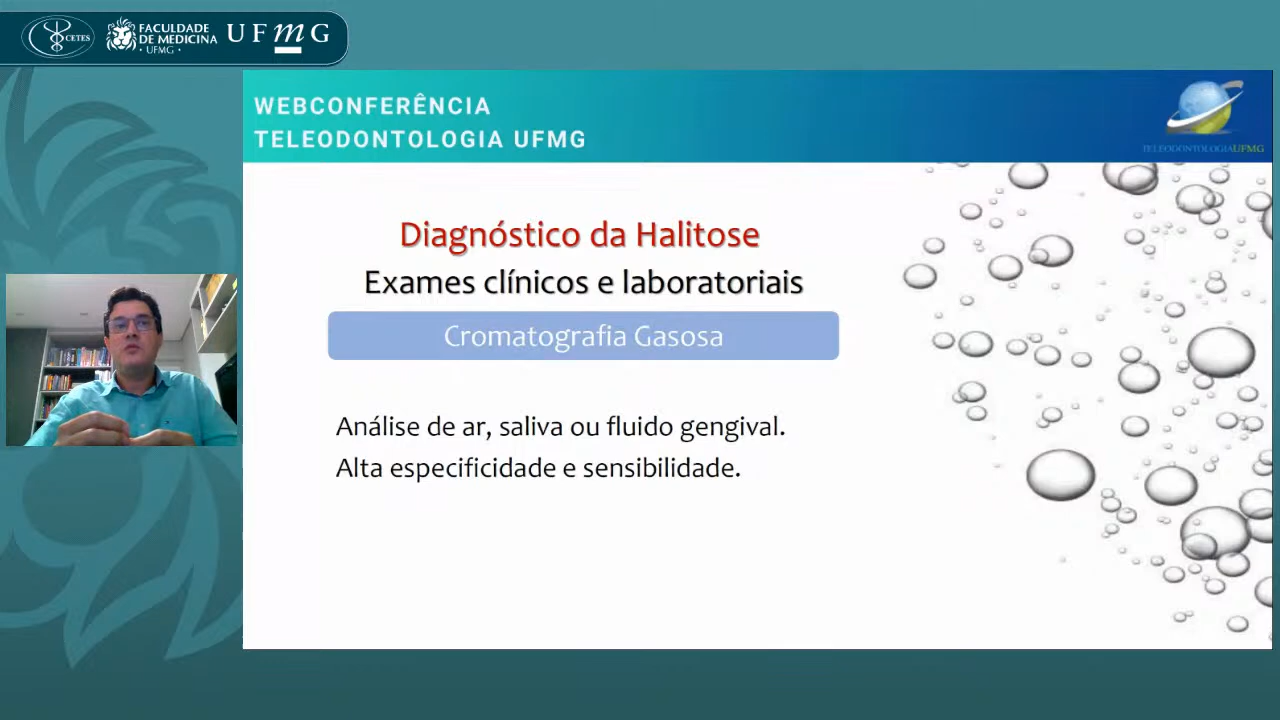 CETES
FACULDADE
DE MEDICINA
• UFMG •
UFmG
WEBCONFERÊNCIA
TELEODONTOLOGIA UFMG
TELEODONTOLOGIAUFMG
Diagnóstico da Halitose
Exames clínicos e laboratoriais
Cromatografia Gasosa
Análise de ar, saliva ou fluido gengival.
Alta especificidade e sensibilidade.